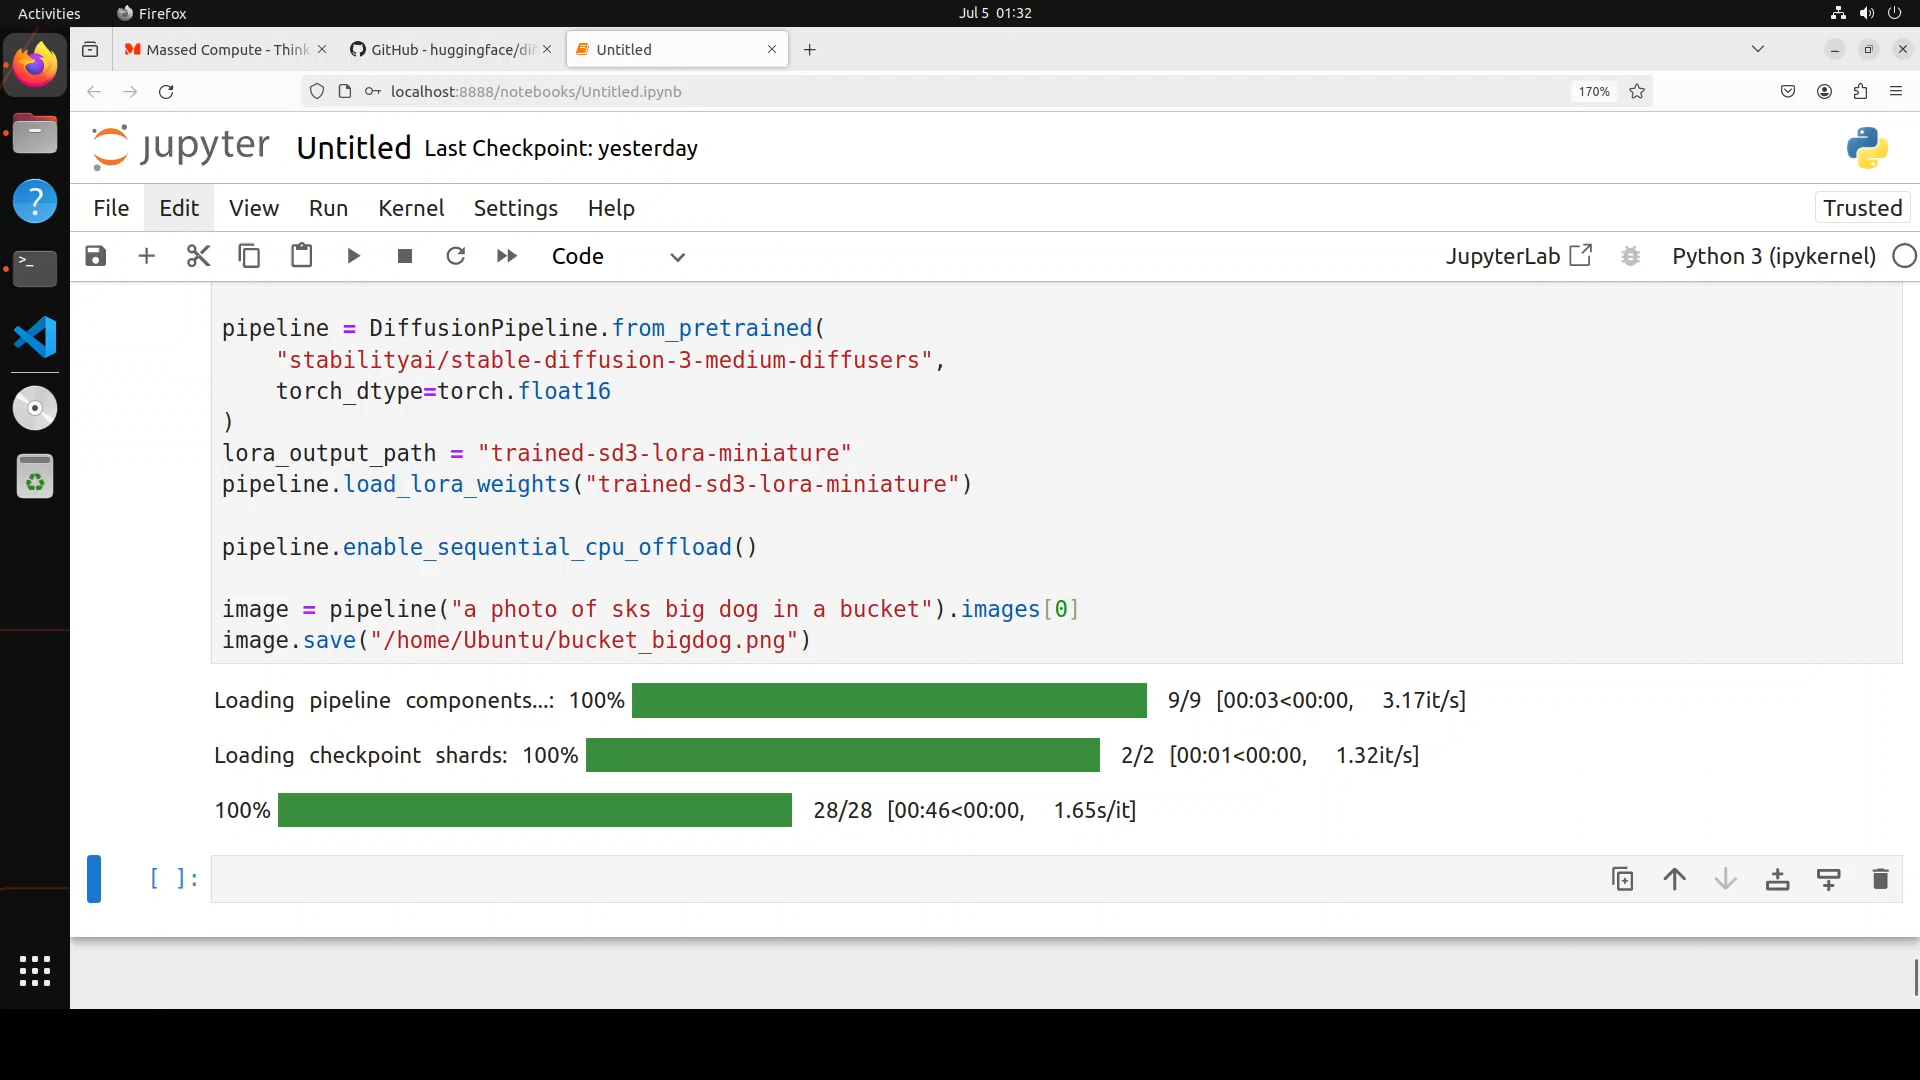 Activities
Firefox
Jul 5 01:32
Massed Compute - Think
GitHub - huggingface/dif
Untitled
localhost:8888/notebooks/Untitled.ipynb
170%
jupyter
Untitled
Last Checkpoint: yesterday
File
Edit
View
Run
Kernel
Settings
Help
Trusted
Code
JupyterLab
Python 3 (ipykernel)
pipeline = DiffusionPipeline.from_pretrained(
"stabilityai/stable-diffusion-3-medium-diffusers",
torch_dtype=torch.float16
)
lora_output_path = "trained-sd3-lora-miniature"
pipeline.load_lora_weights("trained-sd3-lora-miniature")
pipeline.enable_sequential_cpu_offload()
image = pipeline("a photo of sks big dog in a bucket").images[0]
image.save("/home/Ubuntu/bucket_bigdog.png")
Loading pipeline components...: 100% 9/9 [00:03<00:00, 3.17it/s]
Loading checkpoint shards: 100% 2/2 [00:01<00:00, 1.32it/s]
100% 28/28 [00:46<00:00, 1.65s/it]
[ ]: